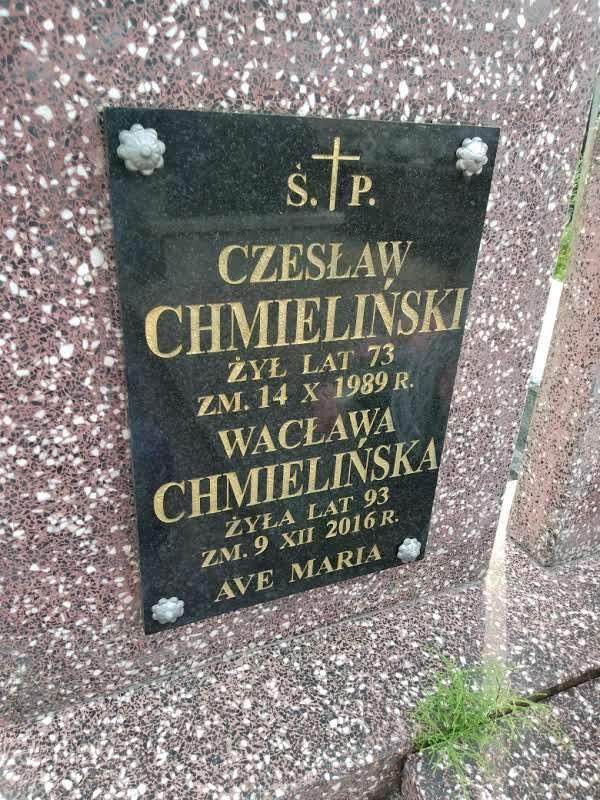 Ś. P.
CZESŁAW
CHMIELIŃSKI
ŻYŁ LAT 73
ZM. 14 X 1989 R.
WACŁAWA
CHMIELIŃSKA
ŻYŁA LAT 93
ZM. 9 XII 2016 R.
AVE MARIA